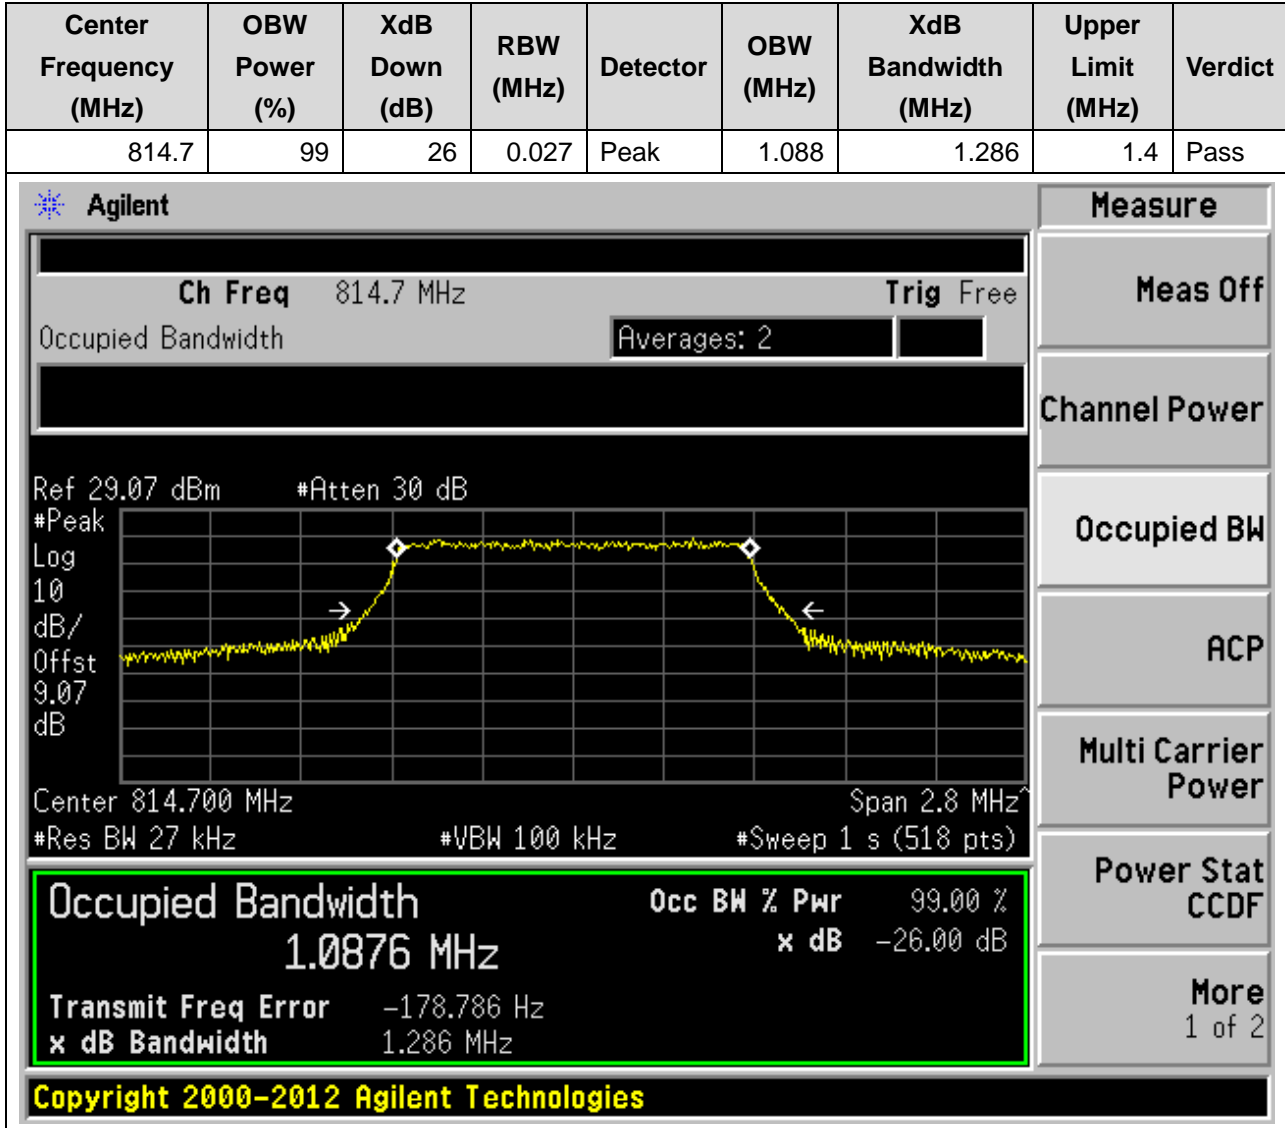 Center Frequency (MHz) OBW Power (%) XdB Down (dB) RBW (MHz) Detector OBW (MHz) XdB Bandwidth (MHz) Upper Limit (MHz) Verdict
814.7 99 26 0.027 Peak 1.088 1.286 1.4 Pass
Agilent
Measure
Ch Freq 814.7 MHz Trig Free
Meas Off
Occupied Bandwidth Averages: 2
Channel Power
Ref 29.07 dBm #Atten 30 dB
#Peak
Log
10
dB/
Offst
9.07
dB
Occupied BW
ACP
Multi Carrier
Power
Center 814.700 MHz Span 2.8 MHz^
#Res BW 27 kHz #VBW 100 kHz #Sweep 1 s (518 pts)
Power Stat
CCDF
Occupied Bandwidth Occ BW % Pwr 99.00 %
1.0876 MHz x dB -26.00 dB
Transmit Freq Error -178.786 Hz
x dB Bandwidth 1.286 MHz
More
1 of 2
Copyright 2000-2012 Agilent Technologies